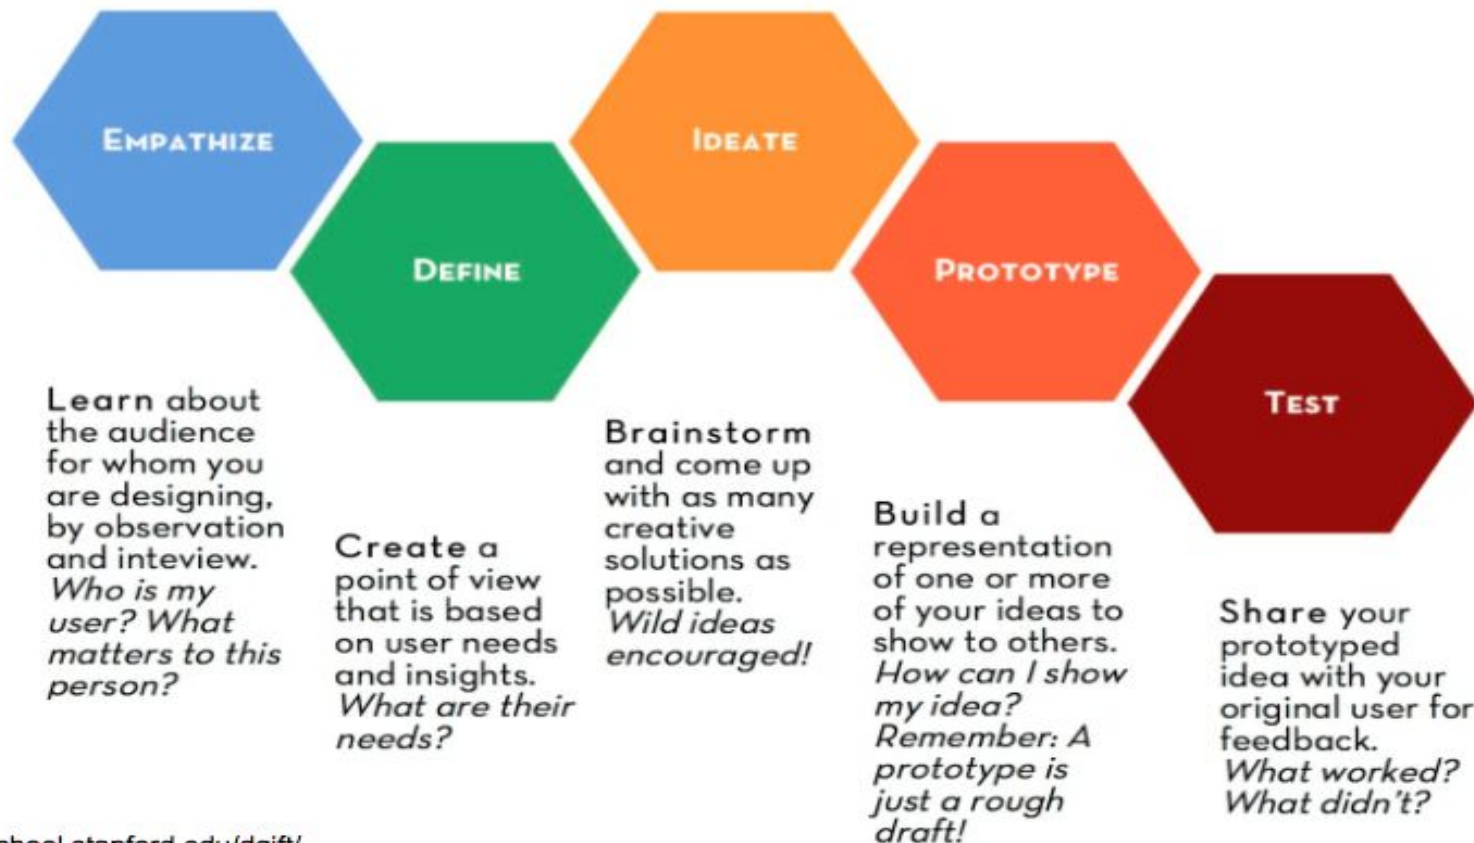 EMPATHIZE
DEFINE
IDEATE
PROTOTYPE
TEST
Learn about
the audience
for whom you
are designing,
by observation
and inteview.
Who is my
user? What
matters to this
person?
Create a
point of view
that is based
on user needs
and insights.
What are their
needs?
Brainstorm
and come up
with as many
creative
solutions as
possible.
Wild ideas
encouraged!
Build a
representation
of one or more
of your ideas to
show to others.
How can I show
my idea?
Remember: A
prototype is
just a rough
draft!
Share your
prototyped
idea with your
original user for
feedback.
What worked?
What didn't?